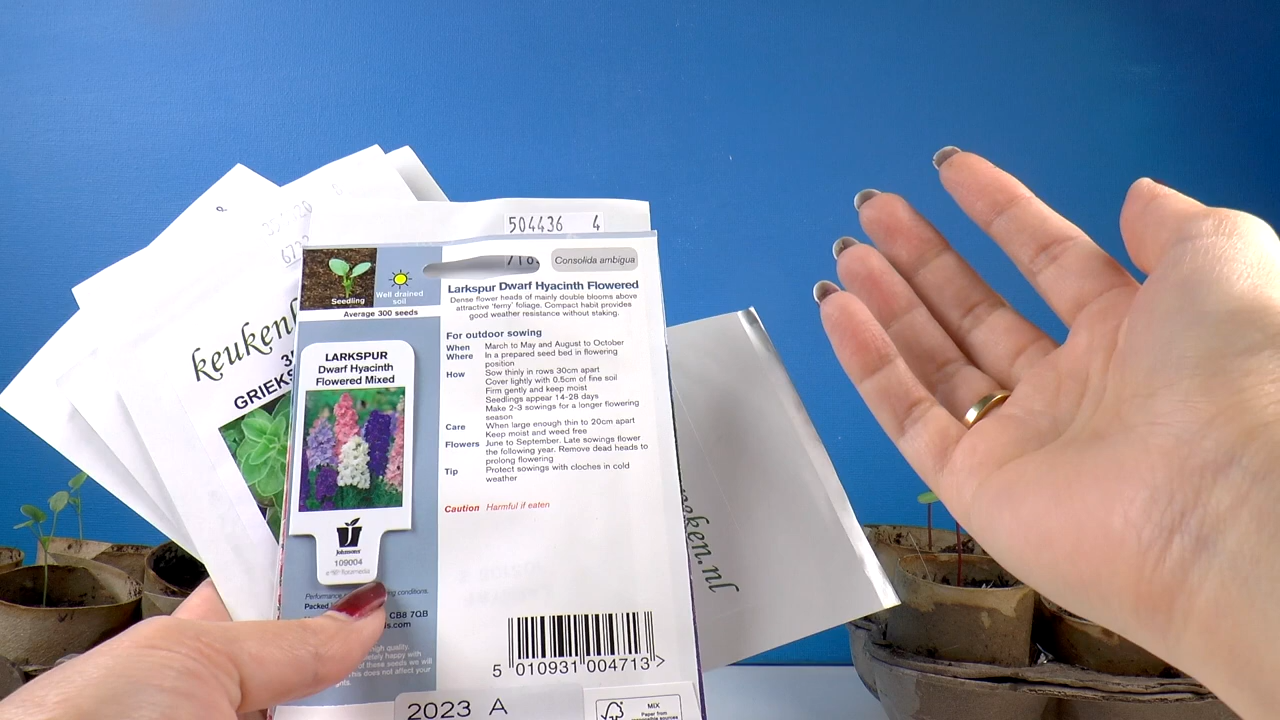 504436 4
Consolida ambigua
Seedling
Well drained
soil
Average 300 seeds
Larkspur Dwarf Hyacinth Flowered
Dense flower heads of mainly double blooms above
attractive 'ferny' foliage. Compact habit provides
good weather resistance without staking.
For outdoor sowing
When March to May and August to October
Where In a prepared seed bed in flowering
position
How Sow thinly in rows 30cm apart
Cover lightly with 0.5cm of fine soil
Firm gently and keep moist
Seedlings appear 14-28 days
Make 2-3 sowings for a longer flowering
season
Care When large enough thin to 20cm apart
Keep moist and weed free
Flowers June to September. Late sowings flower
the following year. Remove dead heads to
prolong flowering
Tip Protect sowings with cloches in cold
weather
Caution Harmful if eaten
LARKSPUR
Dwarf Hyacinth
Flowered Mixed
Johnsons
109004
Packed
CB8 7QB
5 010931 004713 >
2023 A
MIX
Paper from
responsible sources
keuken
GRIEKS
eken.nl